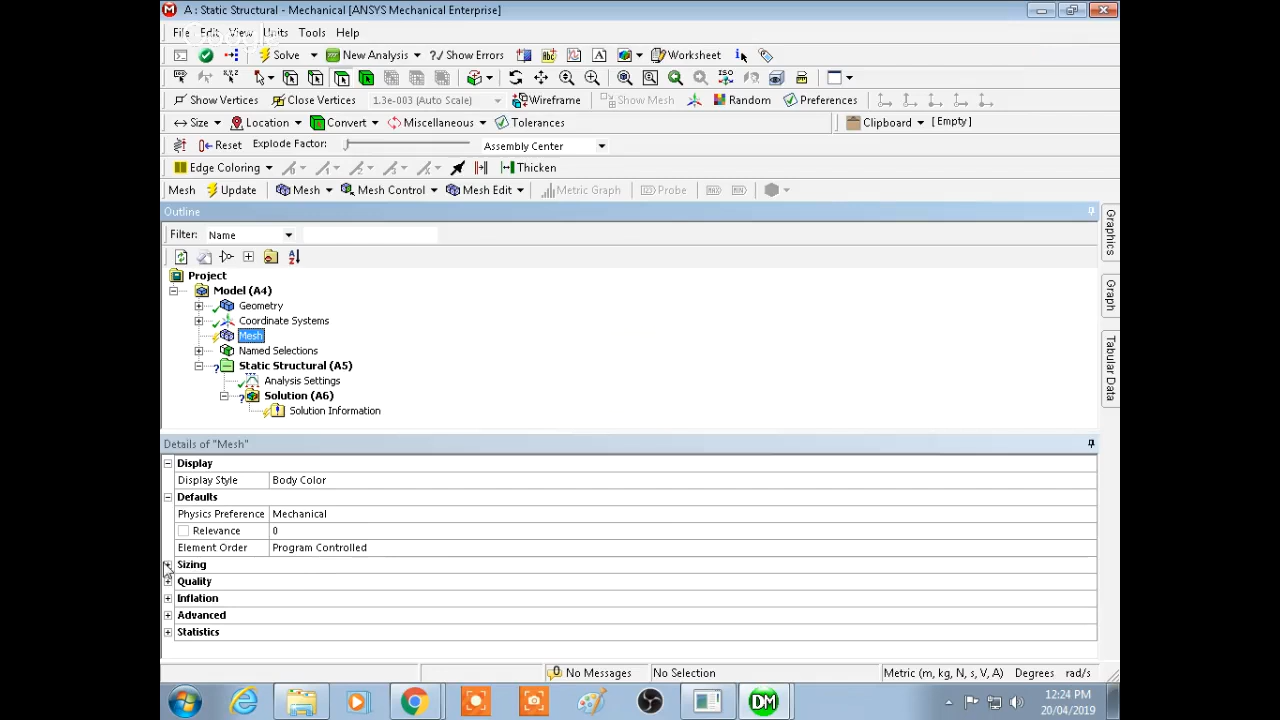 A : Static Structural - Mechanical [ANSYS Mechanical Enterprise]
File Edit View Units Tools Help
Solve New Analysis ?/ Show Errors Worksheet
Show Vertices Close Vertices 1.3e-003 (Auto Scale) Wireframe Show Mesh Random Preferences
Size Location Convert Miscellaneous Tolerances Clipboard [Empty]
Reset Explode Factor: Assembly Center
Edge Coloring Thicken
Mesh Update Mesh Mesh Control Mesh Edit Metric Graph Probe
Outline
Filter: Name
Project
Model (A4)
Geometry
Coordinate Systems
Mesh
Named Selections
Static Structural (A5)
Analysis Settings
Solution (A6)
Solution Information
Graphics
Graph
Tabular Data
Details of "Mesh"
Display
Display Style Body Color
Defaults
Physics Preference Mechanical
Relevance 0
Element Order Program Controlled
Sizing
Quality
Inflation
Advanced
Statistics
0 No Messages No Selection Metric (m, kg, N, s, V, A) Degrees rad/s
DM
12:24 PM
20/04/2019